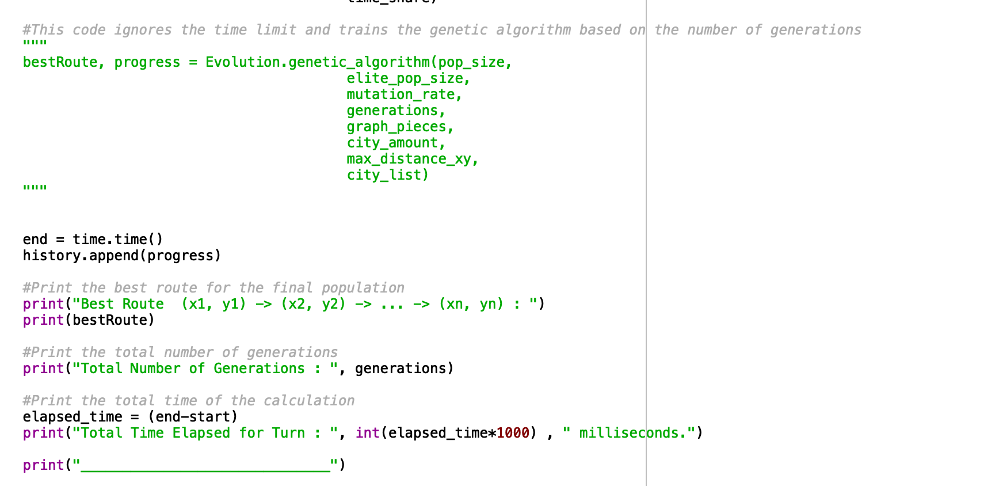 time_share)
#This code ignores the time limit and trains the genetic algorithm based on the number of generations
"""
bestRoute, progress = Evolution.genetic_algorithm(pop_size,
elite_pop_size,
mutation_rate,
generations,
graph_pieces,
city_amount,
max_distance_xy,
city_list)
"""
end = time.time()
history.append(progress)
#Print the best route for the final population
print("Best Route  (x1, y1) -> (x2, y2) -> ... -> (xn, yn) : ")
print(bestRoute)
#Print the total number of generations
print("Total Number of Generations : ", generations)
#Print the total time of the calculation
elapsed_time = (end-start)
print("Total Time Elapsed for Turn : ", int(elapsed_time*1000) , " milliseconds.")
print("______________________________")